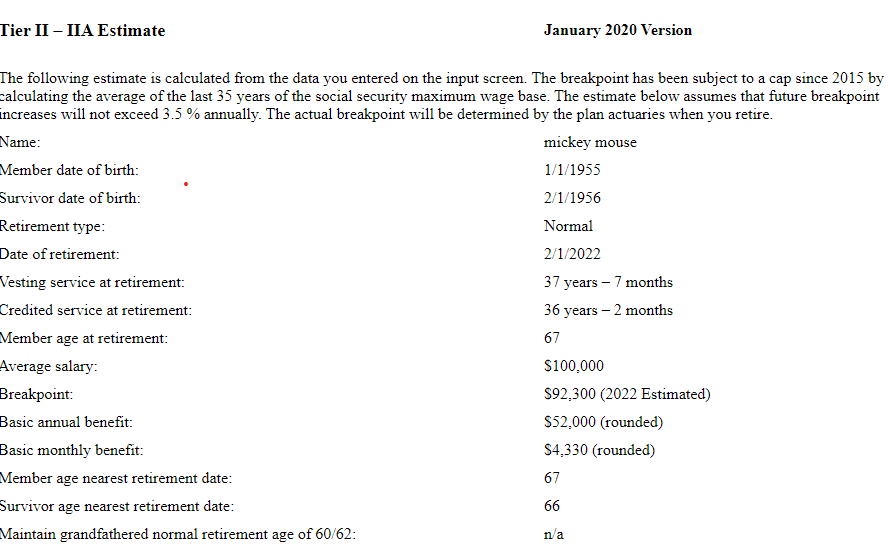 Tier II – IIA Estimate January 2020 Version
The following estimate is calculated from the data you entered on the input screen. The breakpoint has been subject to a cap since 2015 by
calculating the average of the last 35 years of the social security maximum wage base. The estimate below assumes that future breakpoint
increases will not exceed 3.5 % annually. The actual breakpoint will be determined by the plan actuaries when you retire.
Name: mickey mouse
Member date of birth: 1/1/1955
Survivor date of birth: 2/1/1956
Retirement type: Normal
Date of retirement: 2/1/2022
Vesting service at retirement: 37 years – 7 months
Credited service at retirement: 36 years – 2 months
Member age at retirement: 67
Average salary: $100,000
Breakpoint: $92,300 (2022 Estimated)
Basic annual benefit: $52,000 (rounded)
Basic monthly benefit: $4,330 (rounded)
Member age nearest retirement date: 67
Survivor age nearest retirement date: 66
Maintain grandfathered normal retirement age of 60/62: n/a